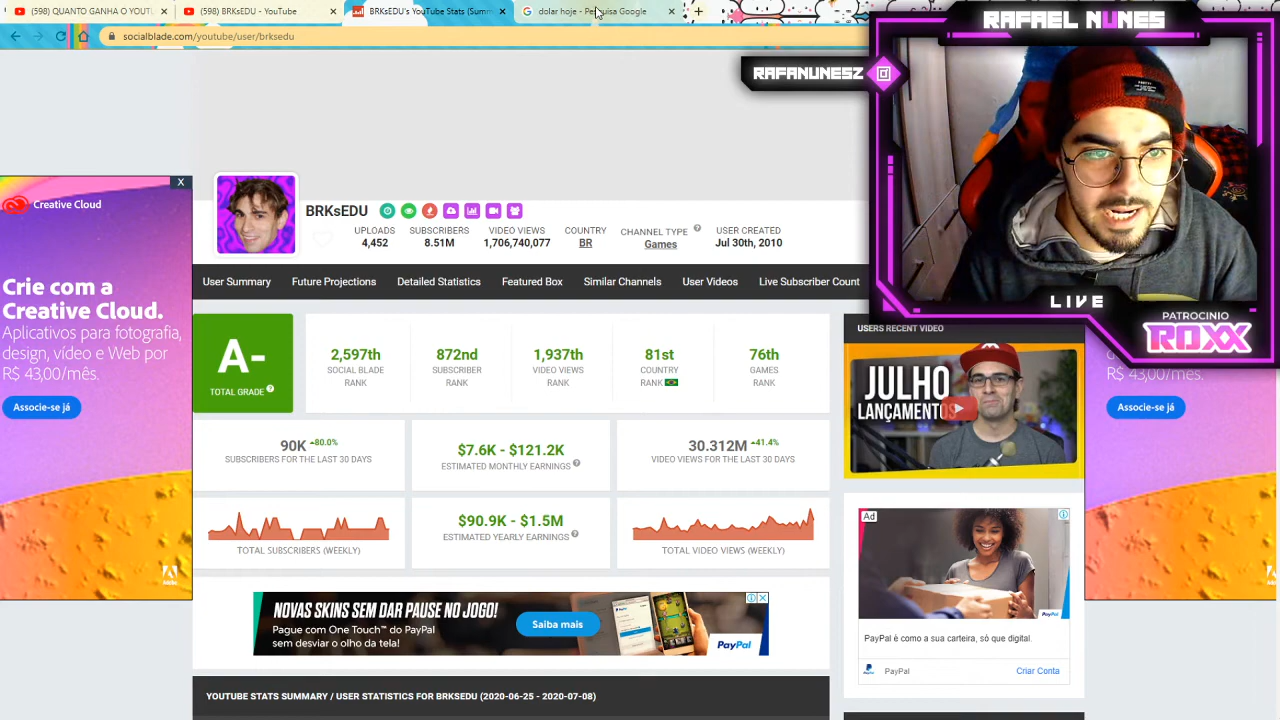 (598) QUANTO GANHA O YOUTU
(598) BRKsEDU - YouTube
BRKsEDU's YouTube Stats (Summ
dolar hoje - Pesquisa Google
socialblade.com/youtube/user/brksedu
RAFAEL NUNES
RAFANUNESZ
LIVE
PATROCINIO
ROXX
X
Creative Cloud
Crie com a
Creative Cloud.
Aplicativos para fotografia,
design, vídeo e Web por
R$ 43,00/mês.
Associe-se já
Adobe
BRKsEDU
UPLOADS
4,452
SUBSCRIBERS
8.51M
VIDEO VIEWS
1,706,740,077
COUNTRY
BR
CHANNEL TYPE
Games
USER CREATED
Jul 30th, 2010
User Summary
Future Projections
Detailed Statistics
Featured Box
Similar Channels
User Videos
Live Subscriber Count
A-
TOTAL GRADE
2,597th
SOCIAL BLADE
RANK
872nd
SUBSCRIBER
RANK
1,937th
VIDEO VIEWS
RANK
81st
COUNTRY
RANK
76th
GAMES
RANK
90K 80.0%
SUBSCRIBERS FOR THE LAST 30 DAYS
$7.6K - $121.2K
ESTIMATED MONTHLY EARNINGS
30.312M 41.4%
VIDEO VIEWS FOR THE LAST 30 DAYS
TOTAL SUBSCRIBERS (WEEKLY)
$90.9K - $1.5M
ESTIMATED YEARLY EARNINGS
TOTAL VIDEO VIEWS (WEEKLY)
NOVAS SKINS SEM DAR PAUSE NO JOGO!
Pague com One Touch™ do PayPal
sem desviar o olho da tela!
Saiba mais
PayPal
YOUTUBE STATS SUMMARY / USER STATISTICS FOR BRKSEDU (2020-06-25 - 2020-07-08)
USERS RECENT VIDEO
JULHO
LANÇAMENTOS
Ad
PayPal
PayPal é como a sua carteira, só que digital.
PayPal
Criar Conta
R$ 43,00/mês.
Associe-se já